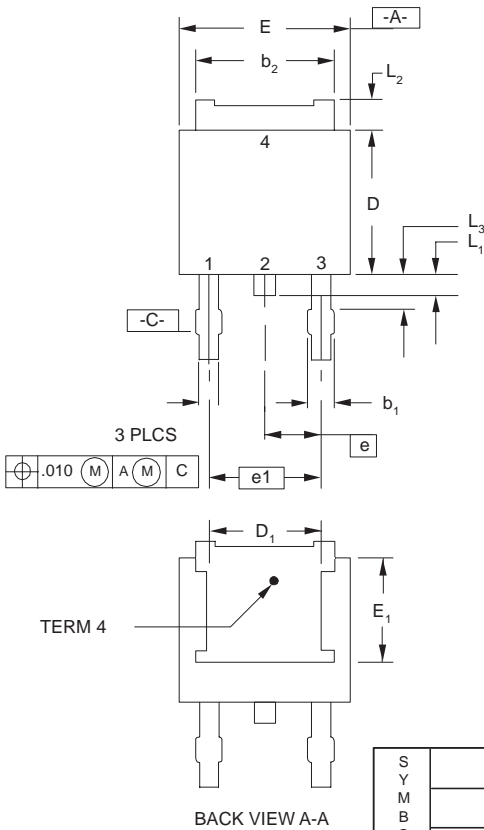 E
-A-
b₂
L₂
4
D
L₃
L₁
1 2 3
-C-
b₁
3 PLCS
e
.010 M A M C
e1
D₁
TERM 4
E₁
BACK VIEW A-A
S
Y
M
B